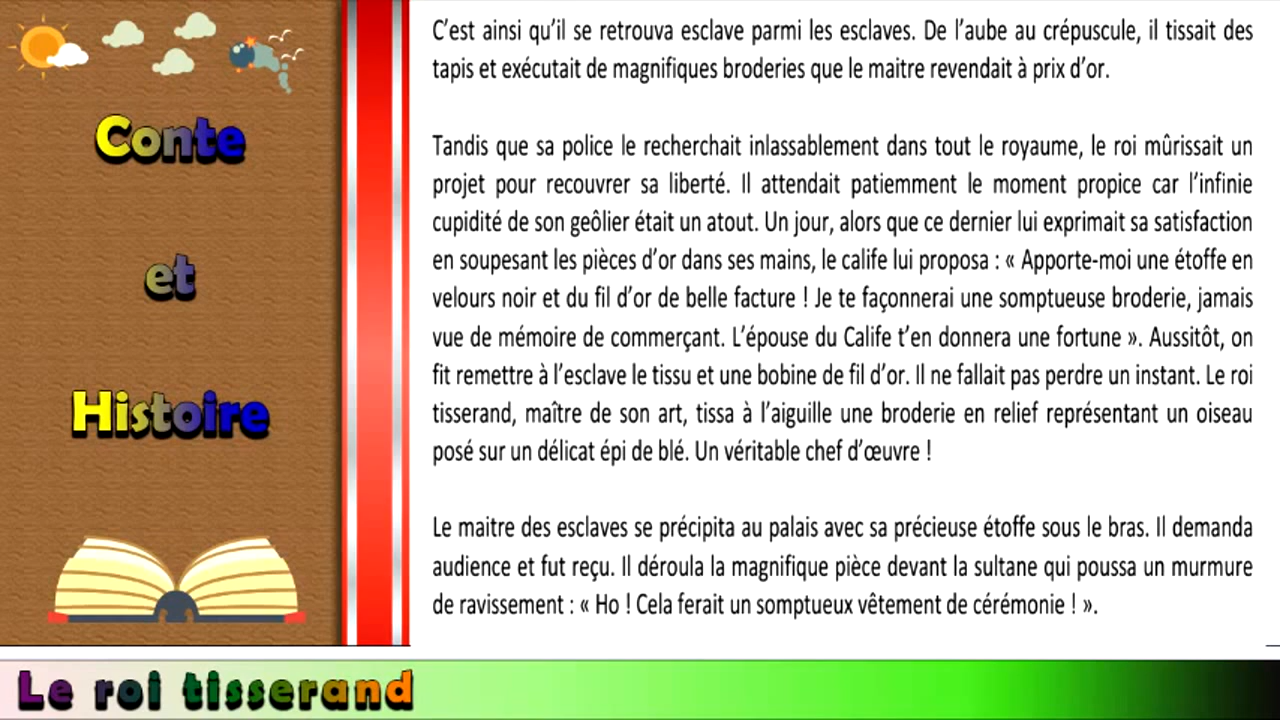 Conte
et
Histoire
C’est ainsi qu’il se retrouva esclave parmi les esclaves. De l’aube au crépuscule, il tissait des
tapis et exécutait de magnifiques broderies que le maitre revendait à prix d’or.
Tandis que sa police le recherchait inlassablement dans tout le royaume, le roi mûrissait un
projet pour recouvrer sa liberté. Il attendait patiemment le moment propice car l’infinie
cupidité de son geôlier était un atout. Un jour, alors que ce dernier lui exprimait sa satisfaction
en soupesant les pièces d’or dans ses mains, le calife lui proposa : « Apporte-moi une étoffe en
velours noir et du fil d’or de belle facture ! Je te façonnerai une somptueuse broderie, jamais
vue de mémoire de commerçant. L’épouse du Calife t’en donnera une fortune ». Aussitôt, on
fit remettre à l’esclave le tissu et une bobine de fil d’or. Il ne fallait pas perdre un instant. Le roi
tisserand, maître de son art, tissa à l’aiguille une broderie en relief représentant un oiseau
posé sur un délicat épi de blé. Un véritable chef d’œuvre !
Le maitre des esclaves se précipita au palais avec sa précieuse étoffe sous le bras. Il demanda
audience et fut reçu. Il déroula la magnifique pièce devant la sultane qui poussa un murmure
de ravissement : « Ho ! Cela ferait un somptueux vêtement de cérémonie ! ».
Le roi tisserand